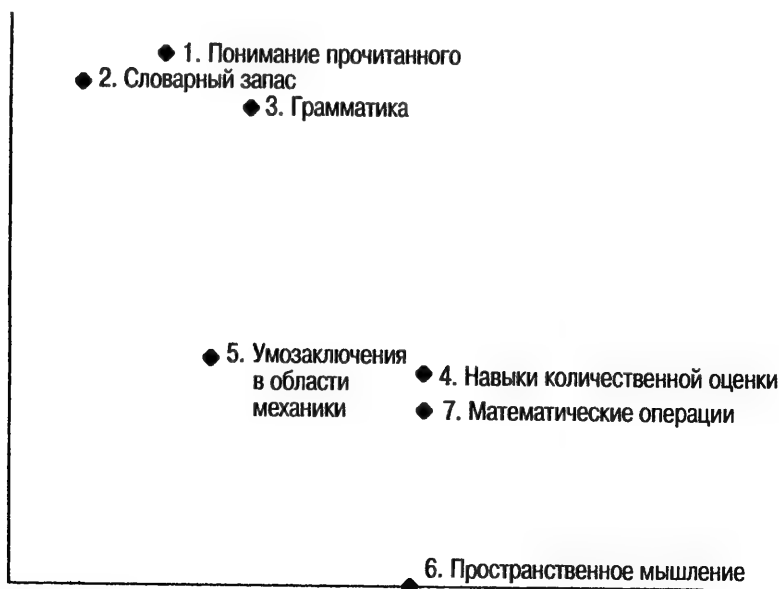 1. Понимание прочитанного
2. Словарный запас
3. Грамматика
5. Умозаключения
в области
механики
4. Навыки количественной оценки
7. Математические операции
6. Пространственное мышление